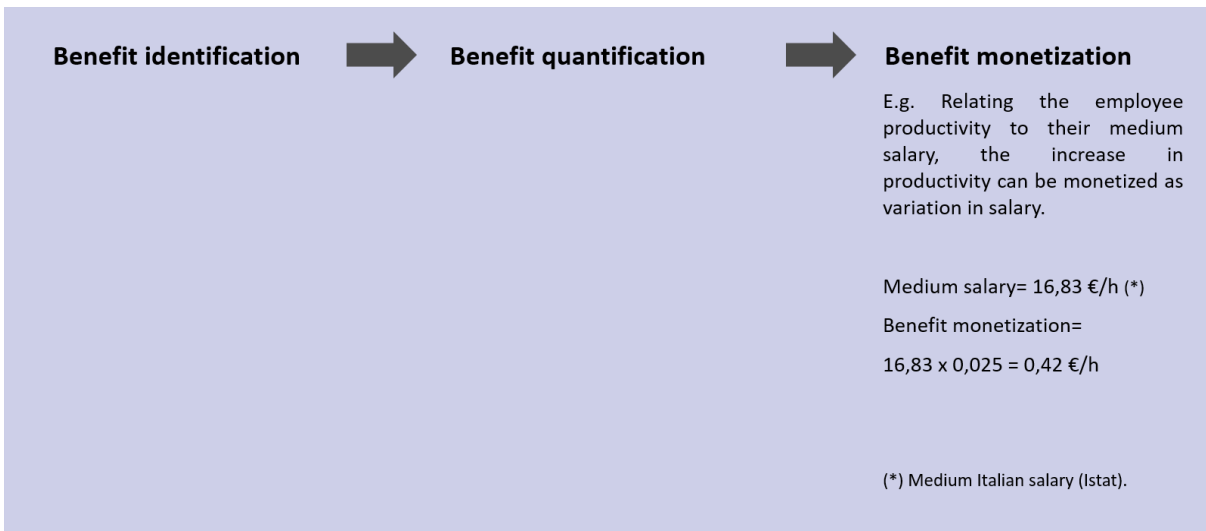 Benefit identification
Benefit quantification
Benefit monetization
E.g. Relating the employee
productivity to their medium
salary, the increase in
productivity can be monetized as
variation in salary.
Medium salary= 16,83 €/h (*)
Benefit monetization=
16,83 x 0,025 = 0,42 €/h
(*) Medium Italian salary (Istat).